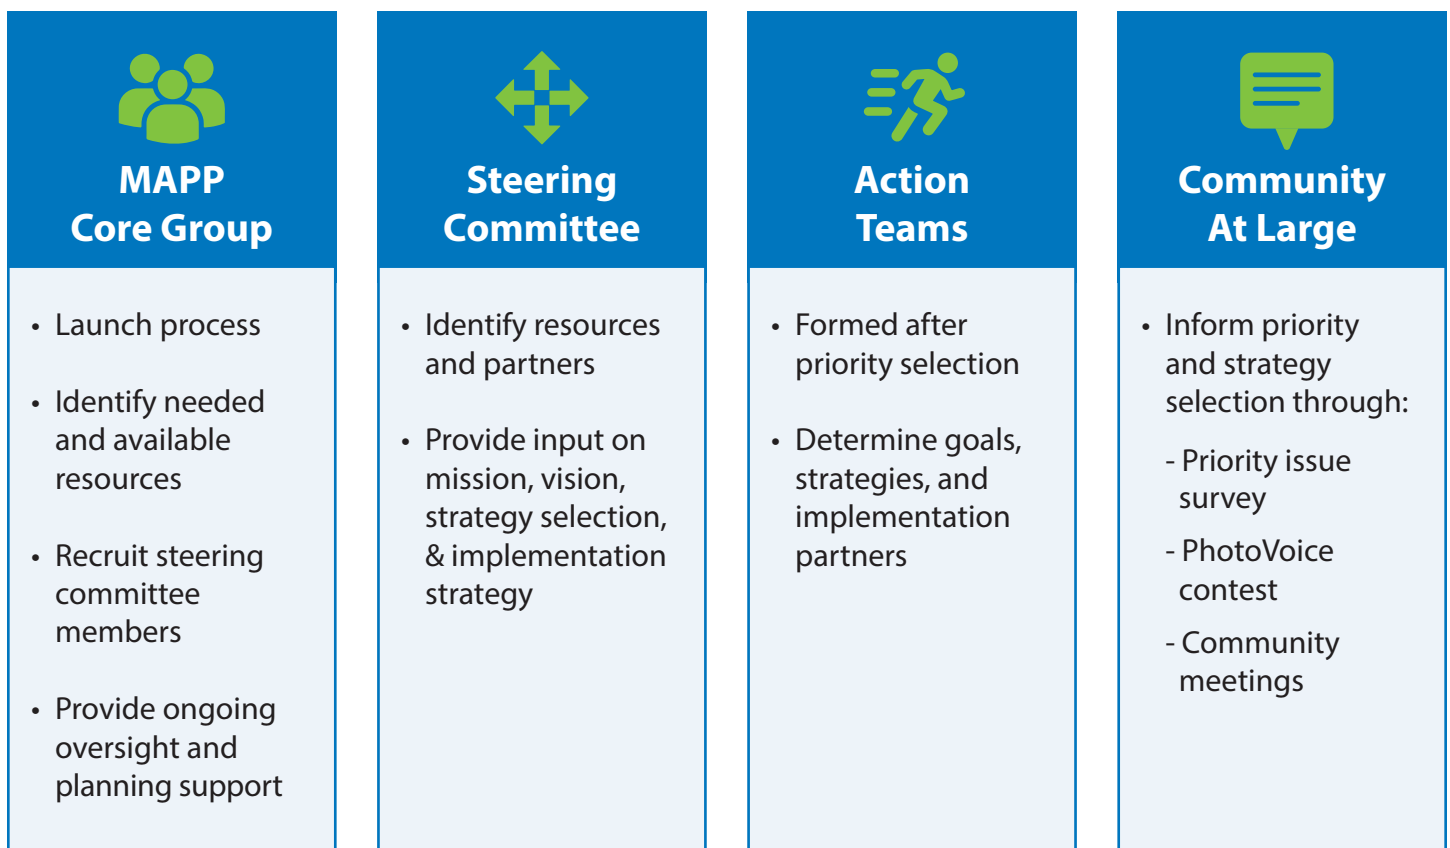 MAPP
Core Group
• Launch process
• Identify needed
and available
resources
• Recruit steering
committee
members
• Provide ongoing
oversight and
planning support
Steering
Committee
• Identify resources
and partners
• Provide input on
mission, vision,
strategy selection,
& implementation
strategy
Action
Teams
• Formed after
priority selection
• Determine goals,
strategies, and
implementation
partners
Community
At Large
• Inform priority
and strategy
selection through:
- Priority issue
survey
- PhotoVoice
contest
- Community
meetings